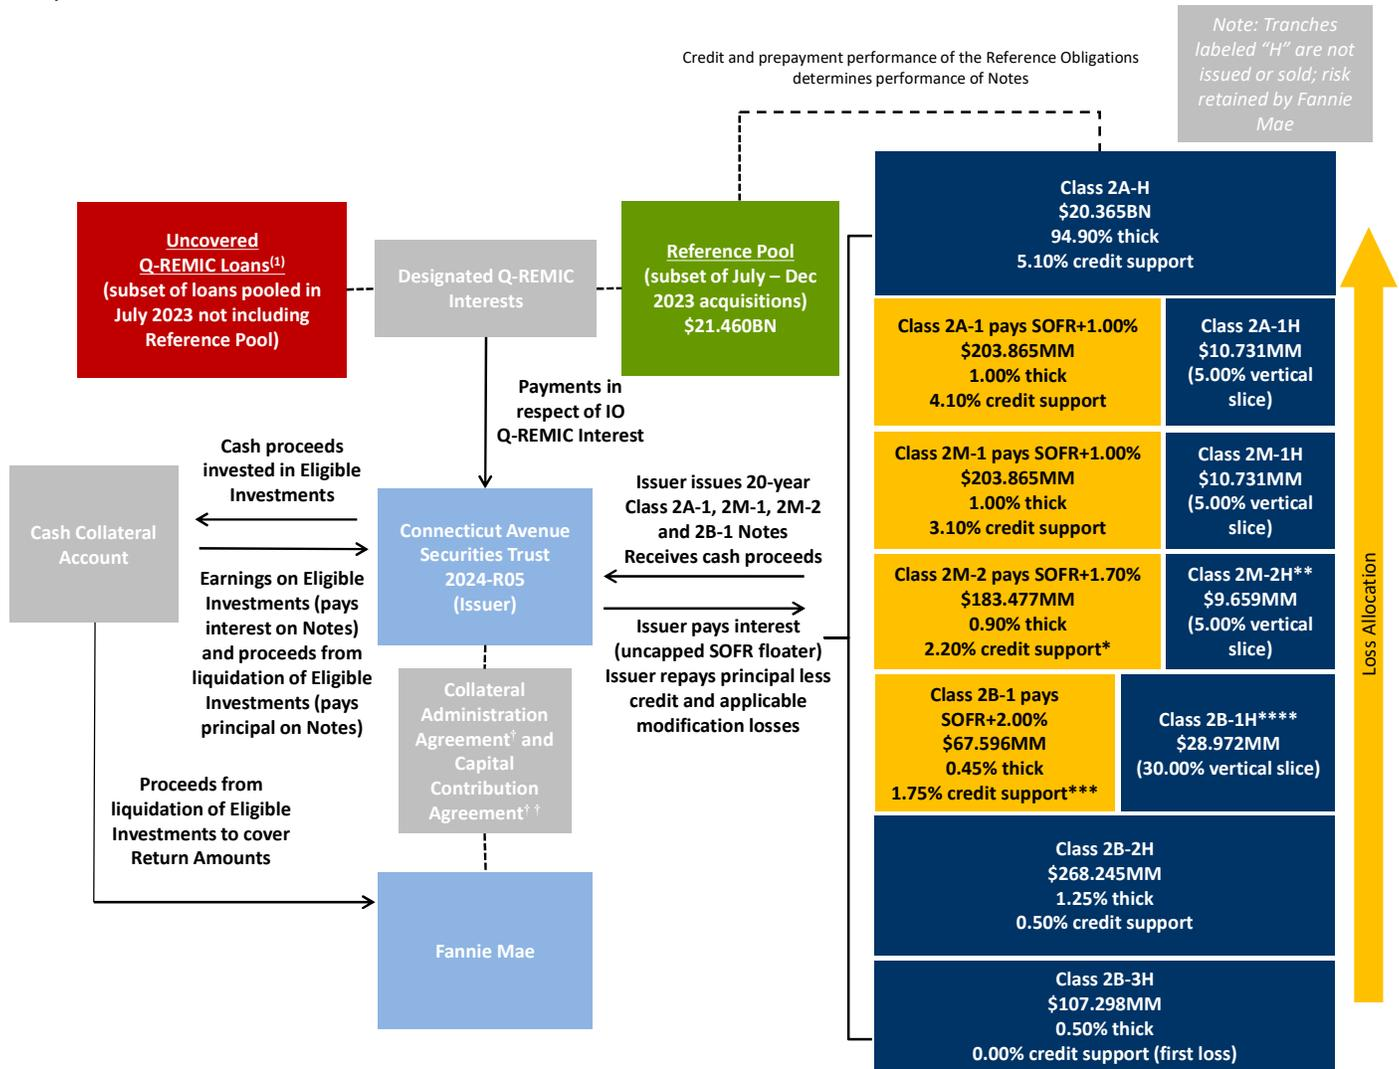 Note: Tranches
labeled “H” are not
issued or sold; risk
retained by Fannie
Mae
Credit and prepayment performance of the Reference Obligations
determines performance of Notes
Uncovered
Q-REMIC Loans(1)
(subset of loans pooled in
July 2023 not including
Reference Pool)
Designated Q-REMIC
Interests
Reference Pool
(subset of July – Dec
2023 acquisitions)
$21.460BN
Payments in
respect of IO
Q-REMIC Interest
Cash proceeds
invested in Eligible
Investments
Cash Collateral
Account
Earnings on Eligible
Investments (pays
interest on Notes)
and proceeds from
liquidation of Eligible
Investments (pays
principal on Notes)
Connecticut Avenue
Securities Trust
2024-R05
(Issuer)
Issuer issues 20-year
Class 2A-1, 2M-1, 2M-2
and 2B-1 Notes
Receives cash proceeds
Issuer pays interest
(uncapped SOFR floater)
Issuer repays principal less
credit and applicable
modification losses
Collateral
Administration
Agreement† and
Capital
Contribution
Agreement† †
Proceeds from
liquidation of Eligible
Investments to cover
Return Amounts
Fannie Mae
Class 2A-H
$20.365BN
94.90% thick
5.10% credit support
Class 2A-1 pays SOFR+1.00%
$203.865MM
1.00% thick
4.10% credit support
Class 2A-1H
$10.731MM
(5.00% vertical
slice)
Class 2M-1 pays SOFR+1.00%
$203.865MM
1.00% thick
3.10% credit support
Class 2M-1H
$10.731MM
(5.00% vertical
slice)
Class 2M-2 pays SOFR+1.70%
$183.477MM
0.90% thick
2.20% credit support*
Class 2M-2H**
$9.659MM
(5.00% vertical
slice)
Class 2B-1 pays
SOFR+2.00%
$67.596MM
0.45% thick
1.75% credit support***
Class 2B-1H****
$28.972MM
(30.00% vertical slice)
Class 2B-2H
$268.245MM
1.25% thick
0.50% credit support
Class 2B-3H
$107.298MM
0.50% thick
0.00% credit support (first loss)
Loss Allocation